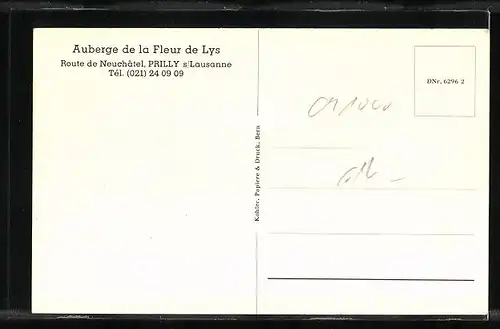 Auberge de la Fleur de Lys
Route de Neuchâtel, PRILLY s/Lausanne
Tél. (021) 24 09 09
Kohler, Papiere & Druck, Bern
DNr. 6296 2